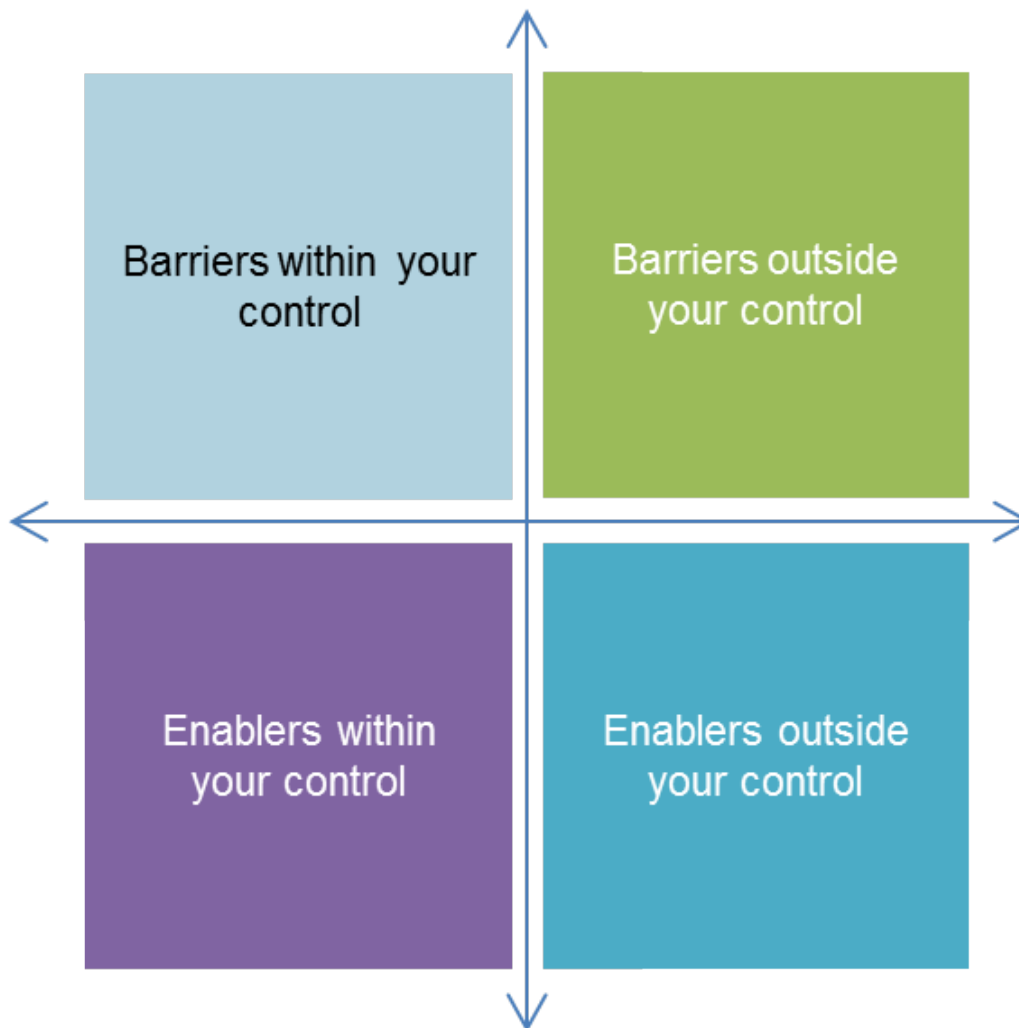 Barriers within your
control
Barriers outside
your control
Enablers within
your control
Enablers outside
your control